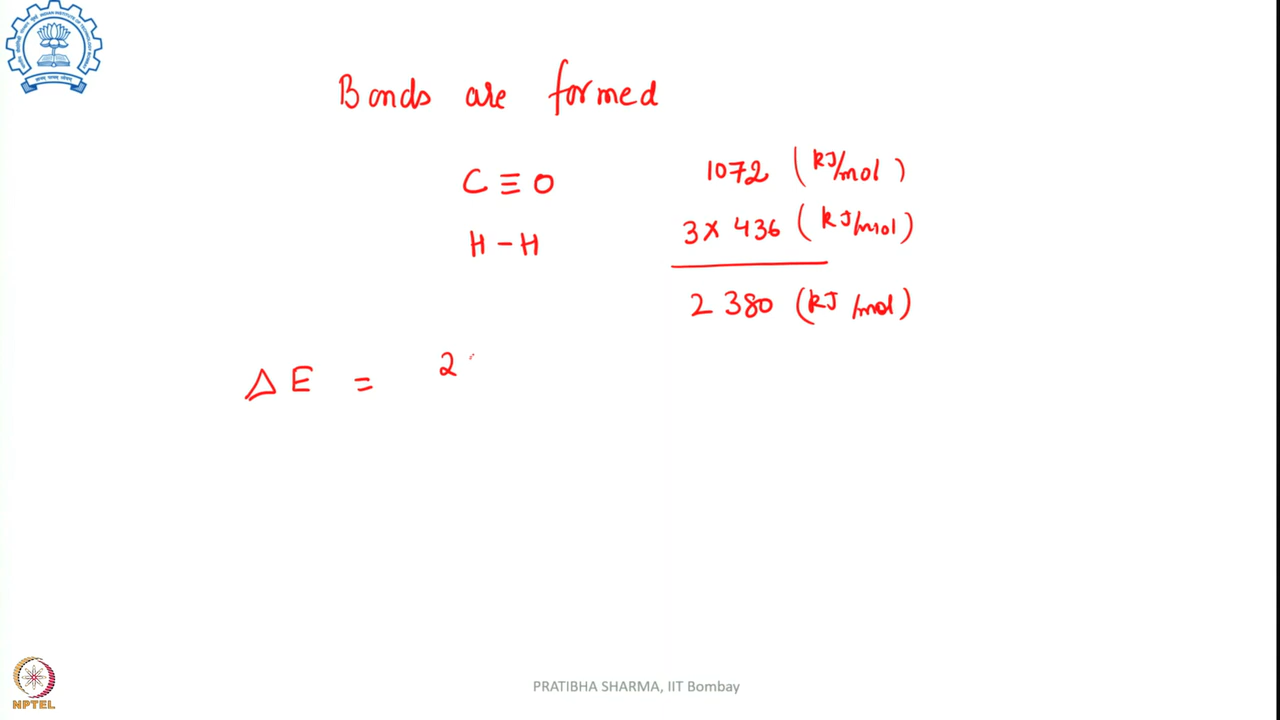 Bonds are formed
C ≡ O 1072 (kJ/mol)
H - H 3 x 436 (kJ/mol)
2380 (kJ/mol)
Δ E = 2
NPTEL
PRATIBHA SHARMA, IIT Bombay